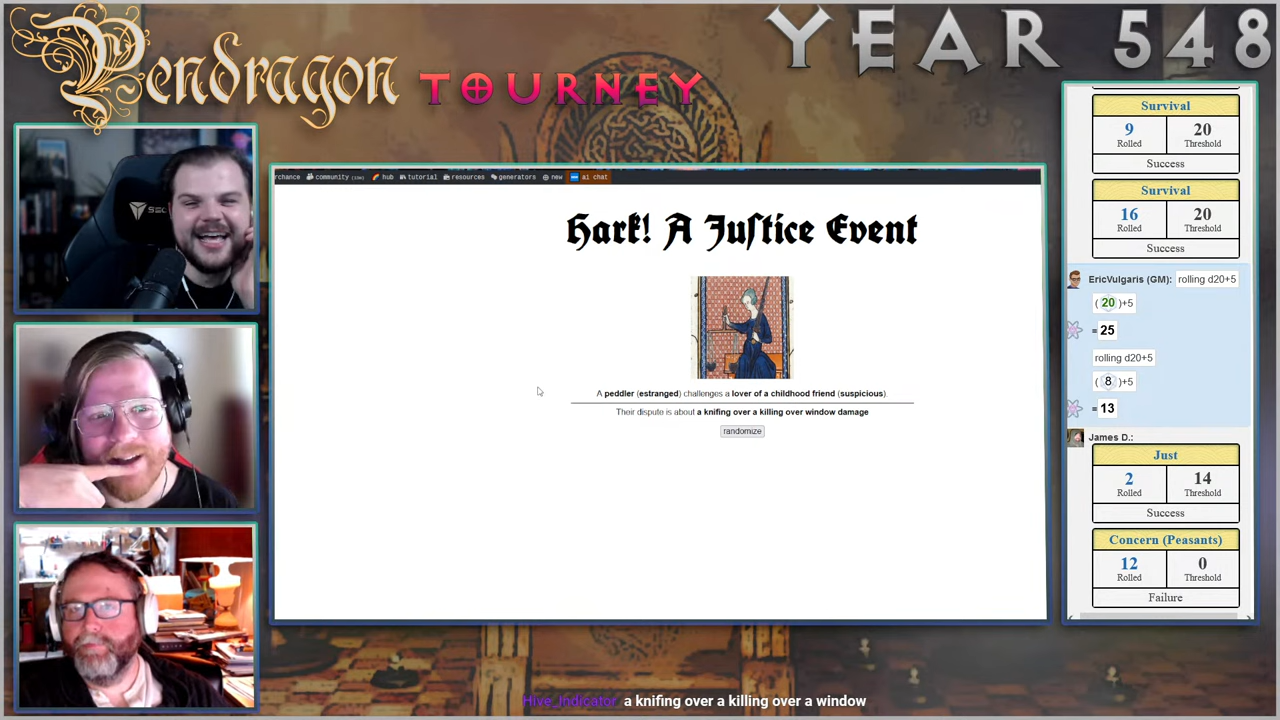 Pendragon TOURNEY
YEAR 548
SEC
rchance community hub tutorial resources generators new ai chat
Hark! A Justice Event
A peddler (estranged) challenges a lover of a childhood friend (suspicious).
Their dispute is about a knifing over a killing over window damage
randomize
Survival
9 20
Rolled Threshold
Success
Survival
16 20
Rolled Threshold
Success
EricVulgaris (GM): rolling d20+5
(20)+5
=25
rolling d20+5
(8)+5
=13
James D.:
Just
2 14
Rolled Threshold
Success
Concern (Peasants)
12 0
Rolled Threshold
Failure
Hive_Indicator a knifing over a killing over a window